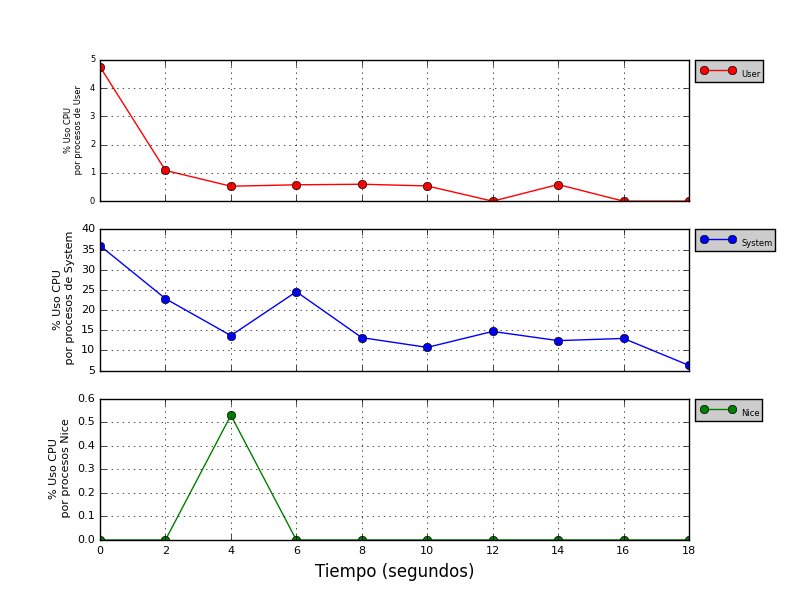 5
4
3
2
1
0
% Uso CPU
por procesos de User
User
40
35
30
25
20
15
10
5
% Uso CPU
por procesos de System
System
0.6
0.5
0.4
0.3
0.2
0.1
0.0
% Uso CPU
por procesos Nice
Nice
0 2 4 6 8 10 12 14 16 18
Tiempo (segundos)